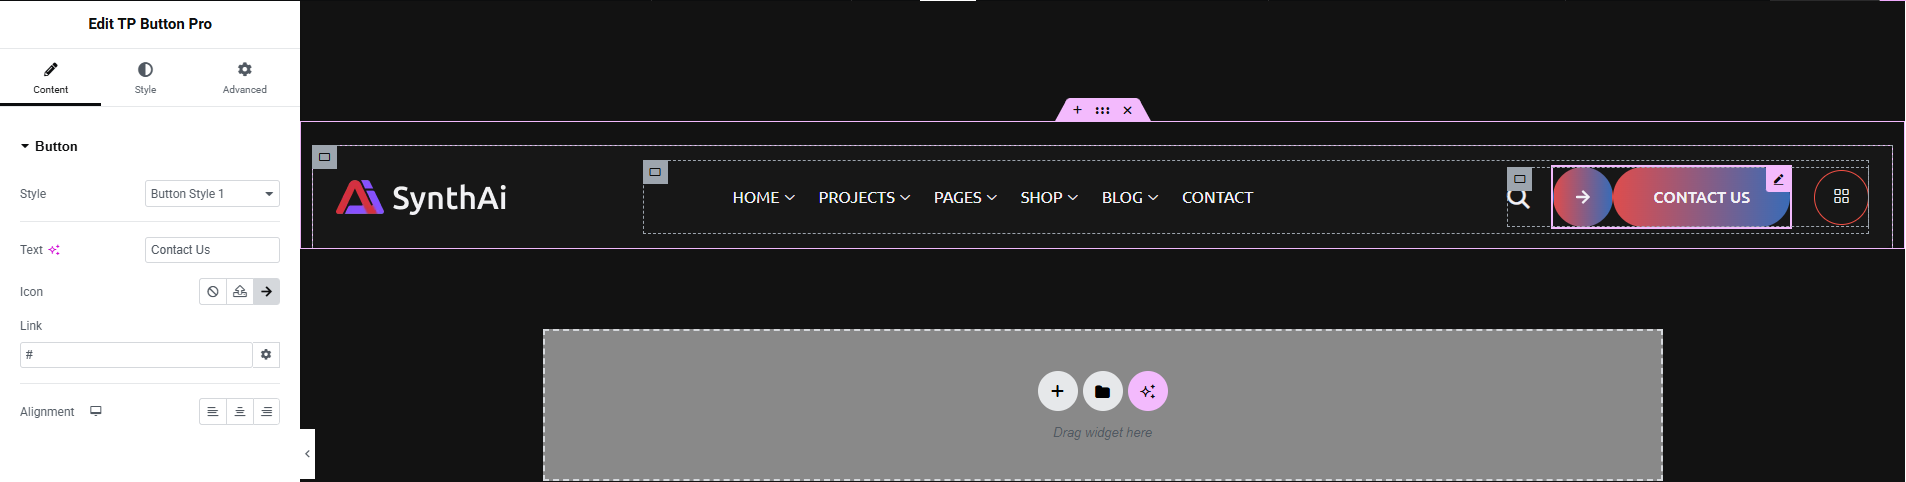 Edit TP Button Pro
Content Style Advanced
Button
Style Button Style 1
Text Contact Us
Icon
Link
#
Alignment
SynthAi HOME PROJECTS PAGES SHOP BLOG CONTACT CONTACT US
Drag widget here